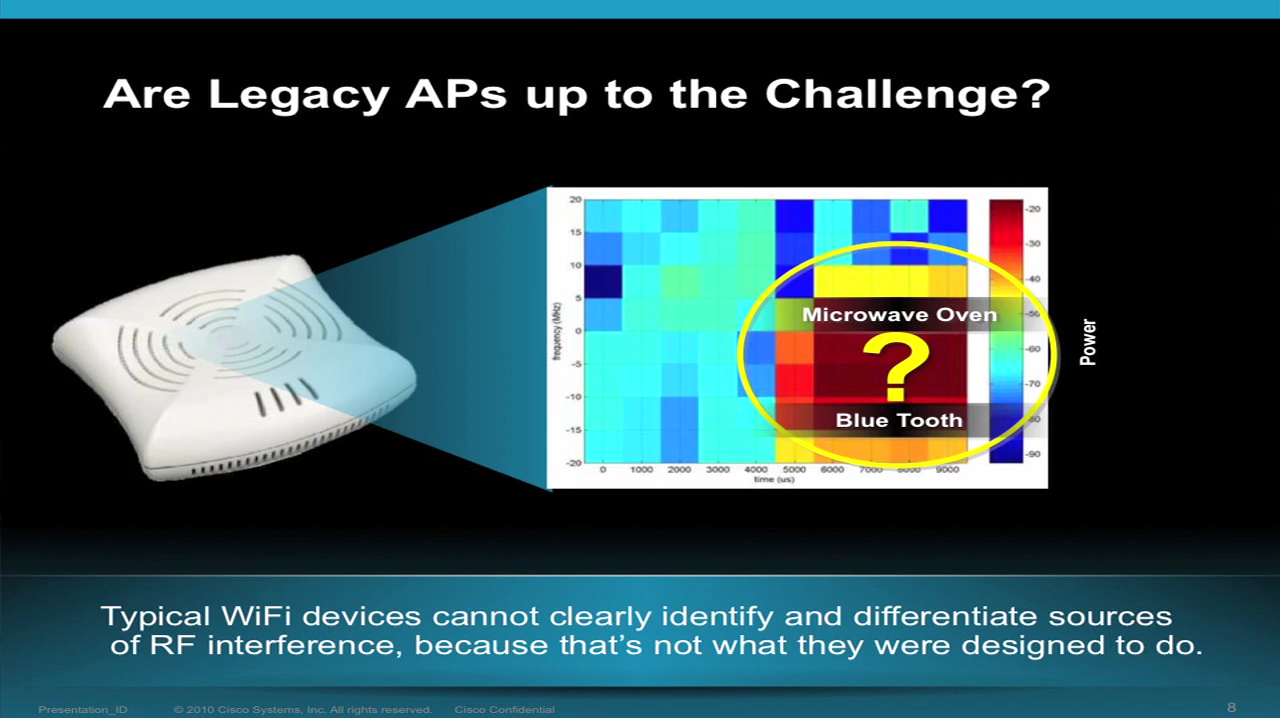 Are Legacy APs up to the Challenge?
20
15
10
5
0
-5
-10
-15
-20
frequency (MHz)
0 1000 2000 3000 4000 5000 6000 7000 8000 9000
time (us)
Microwave Oven
?
Blue Tooth
-20
-30
-40
-60
-70
-90
Power
Typical WiFi devices cannot clearly identify and differentiate sources
of RF interference, because that’s not what they were designed to do.
Presentation_ID © 2010 Cisco Systems, Inc. All rights reserved. Cisco Confidential 8